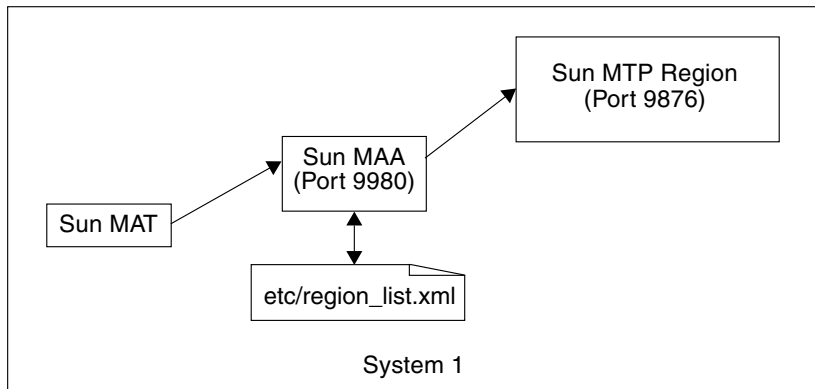 Sun MTP Region
(Port 9876)
Sun MAA
(Port 9980)
Sun MAT
etc/region_list.xml
System 1